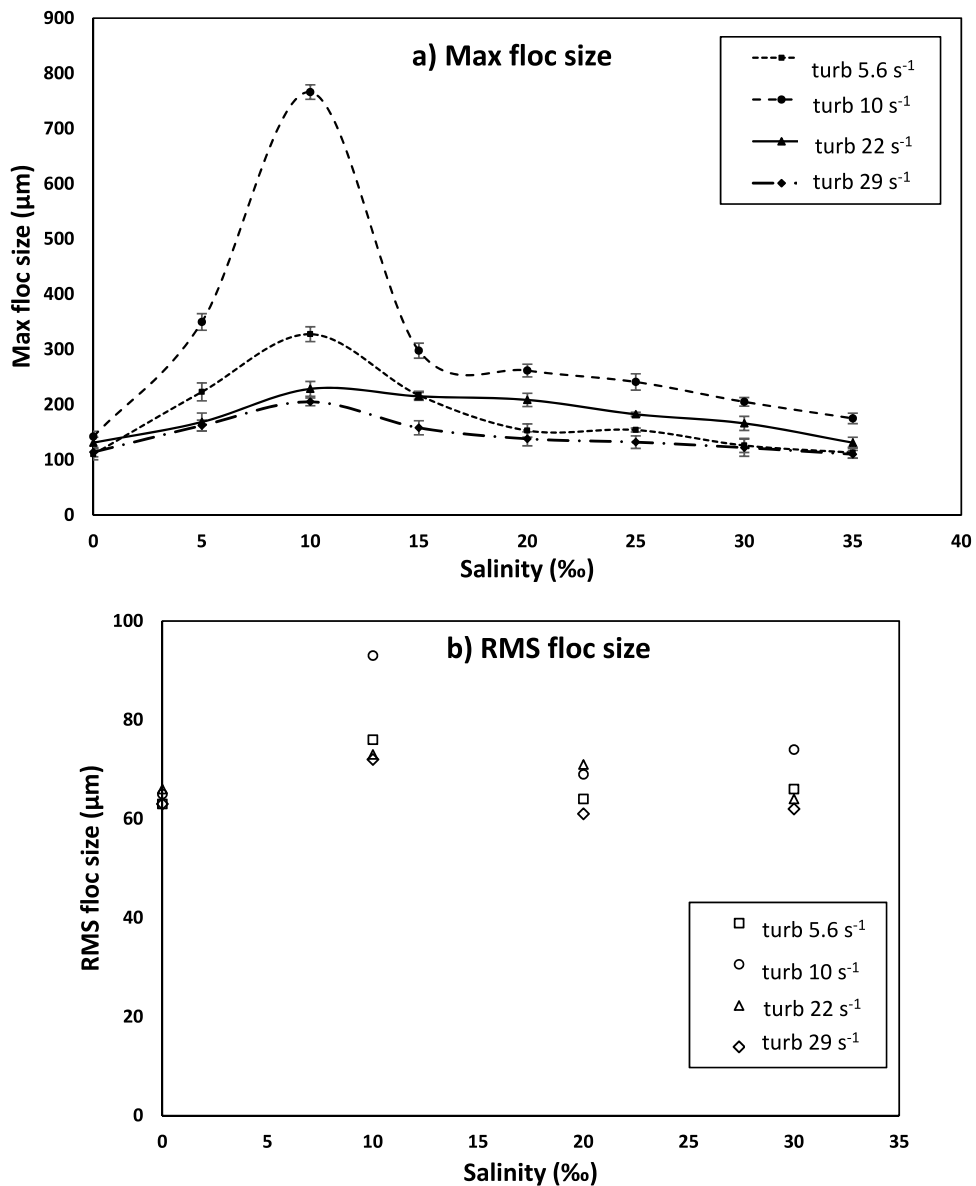 a) Max floc size
900
800
700
600
500
400
300
200
100
0
Max floc size (µm)
turb 5.6 s⁻¹
turb 10 s⁻¹
turb 22 s⁻¹
turb 29 s⁻¹
0 5 10 15 20 25 30 35 40
Salinity (‰)
b) RMS floc size
100
80
60
40
20
0
RMS floc size (µm)
turb 5.6 s⁻¹
turb 10 s⁻¹
turb 22 s⁻¹
turb 29 s⁻¹
0 5 10 15 20 25 30 35
Salinity (‰)